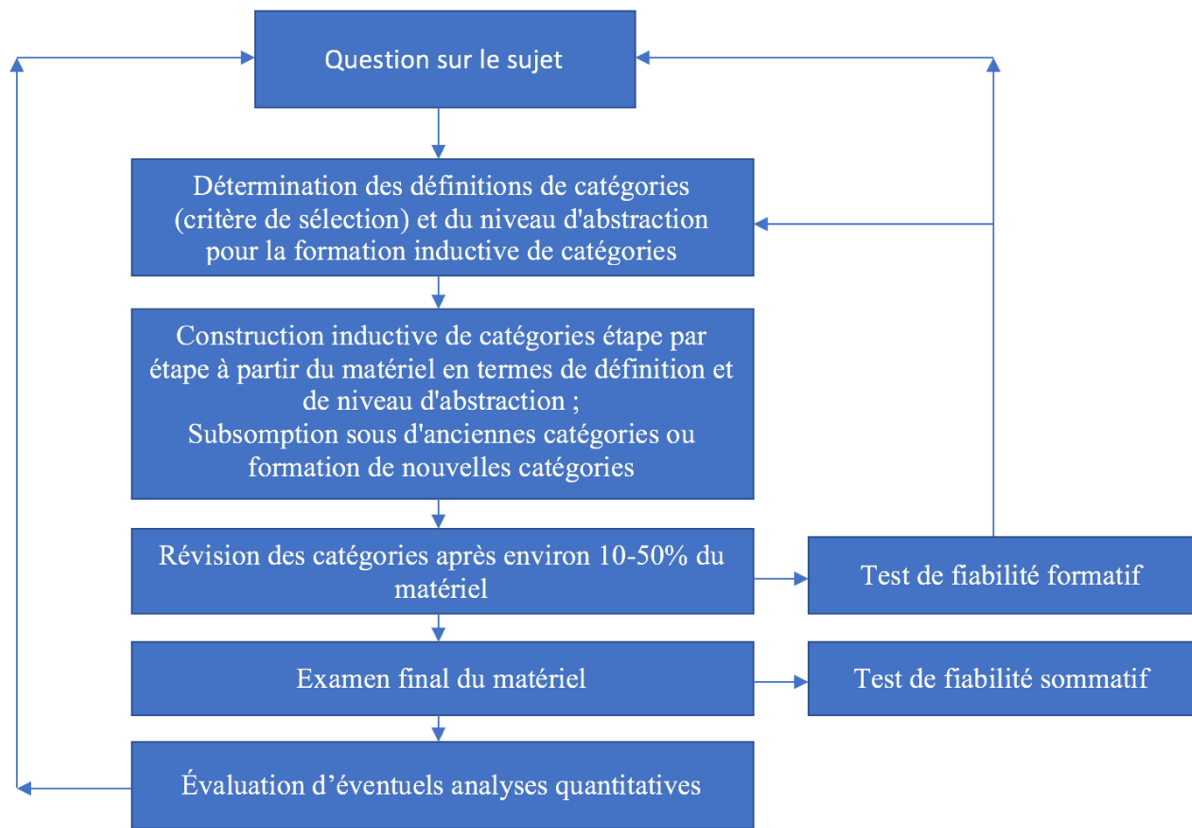 Question sur le sujet
Détermination des définitions de catégories
(critère de sélection) et du niveau d'abstraction
pour la formation inductive de catégories
Construction inductive de catégories étape par
étape à partir du matériel en termes de définition et
de niveau d'abstraction ;
Subsomption sous d'anciennes catégories ou
formation de nouvelles catégories
Révision des catégories après environ 10-50% du
matériel
Test de fiabilité formatif
Examen final du matériel
Test de fiabilité sommatif
Évaluation d’éventuels analyses quantitatives